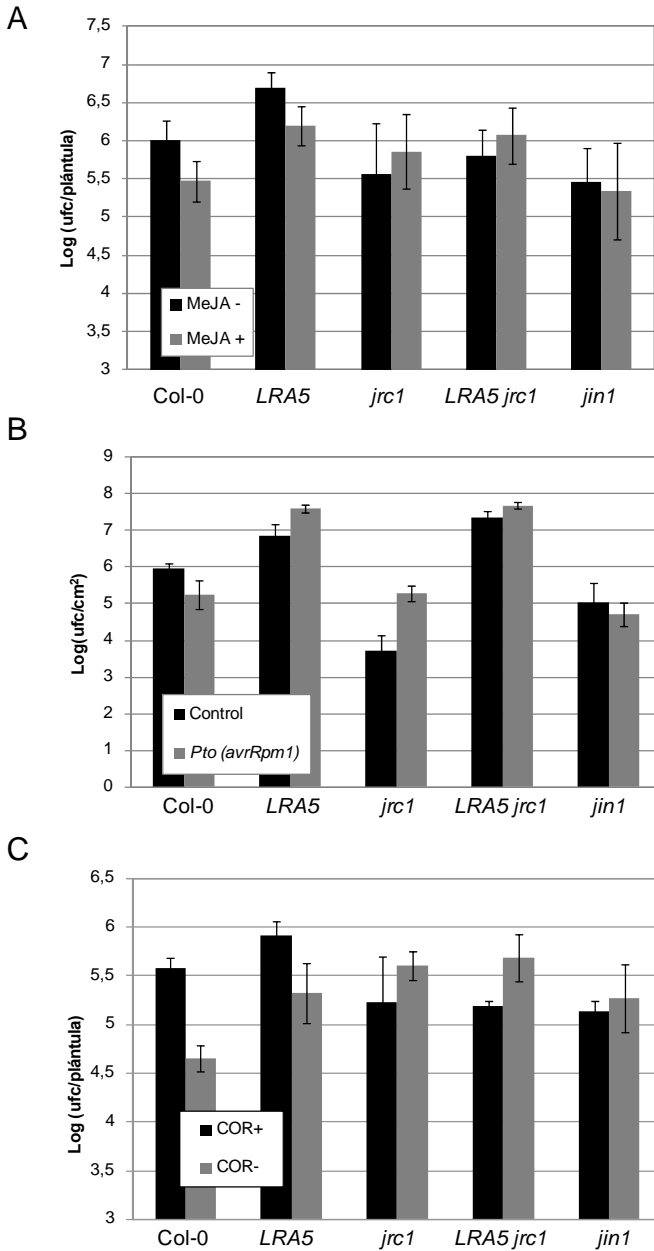 A
7,5
7
6,5
6
5,5
5
4,5
4
3,5
3
Log (ufc/plántula)
MeJA -
MeJA +
Col-0 LRA5 jrc1 LRA5 jrc1 jin1
B
9
8
7
6
5
4
3
2
1
0
Log(ufc/cm²)
Control
Pto (avrRpm1)
Col-0 LRA5 jrc1 LRA5 jrc1 jin1
C
6,5
6
5,5
5
4,5
4
3,5
3
Log (ufc/plántula)
COR+
COR-
Col-0 LRA5 jrc1 LRA5 jrc1 jin1